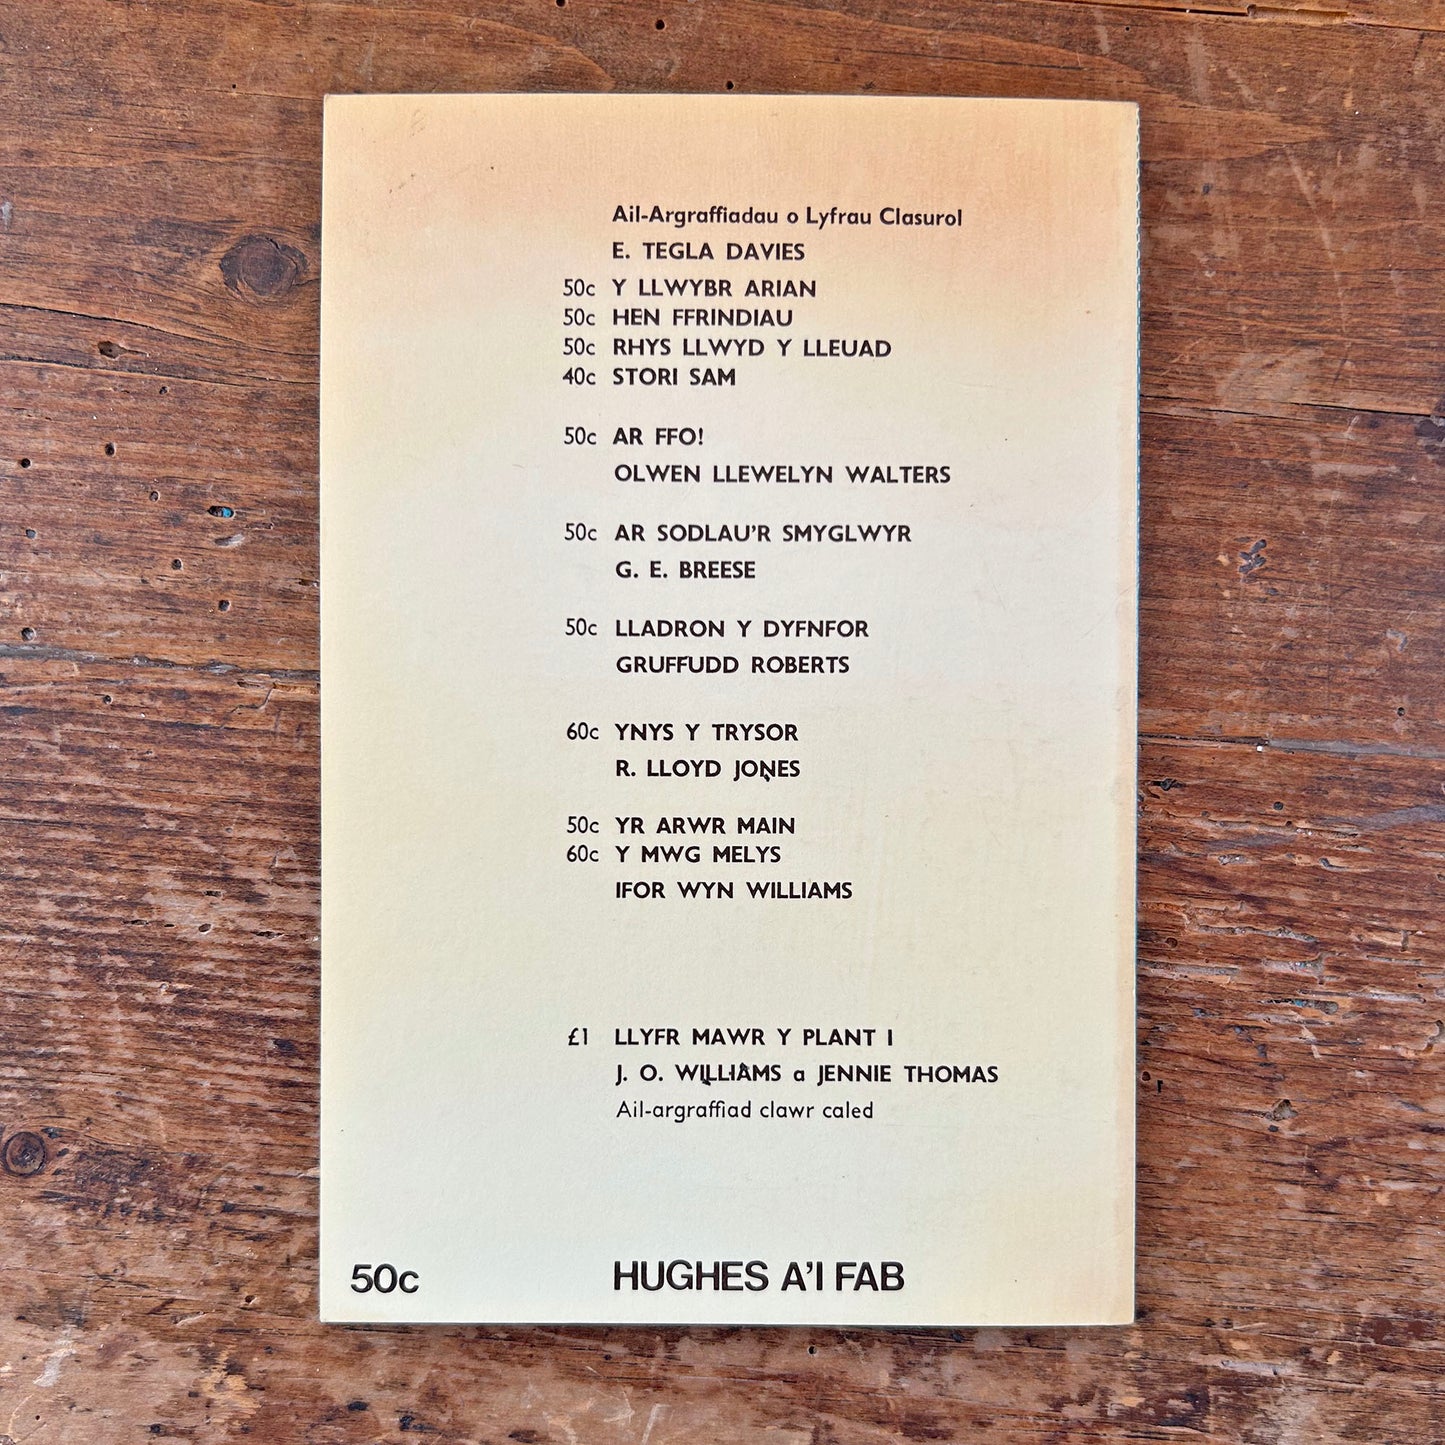 Ail-Argraffiadau o Lyfrau Clasurol
E. TEGLA DAVIES
50c Y LLWYBR ARIAN
50c HEN FFRINDIAU
50c RHYS LLWYD Y LLEUAD
40c STORI SAM
50c AR FFO!
OLWEN LLEWELYN WALTERS
50c AR SODLAU'R SMYGLWYR
G. E. BREESE
50c LLADRON Y DYFNFOR
GRUFFUDD ROBERTS
60c YNYS Y TRYSOR
R. LLOYD JONES
50c YR ARWR MAIN
60c Y MWG MELYS
IFOR WYN WILLIAMS
£1 LLYFR MAWR Y PLANT I
J. O. WILLIAMS a JENNIE THOMAS
Ail-argraffiad clawr caled
50c HUGHES A'I FAB